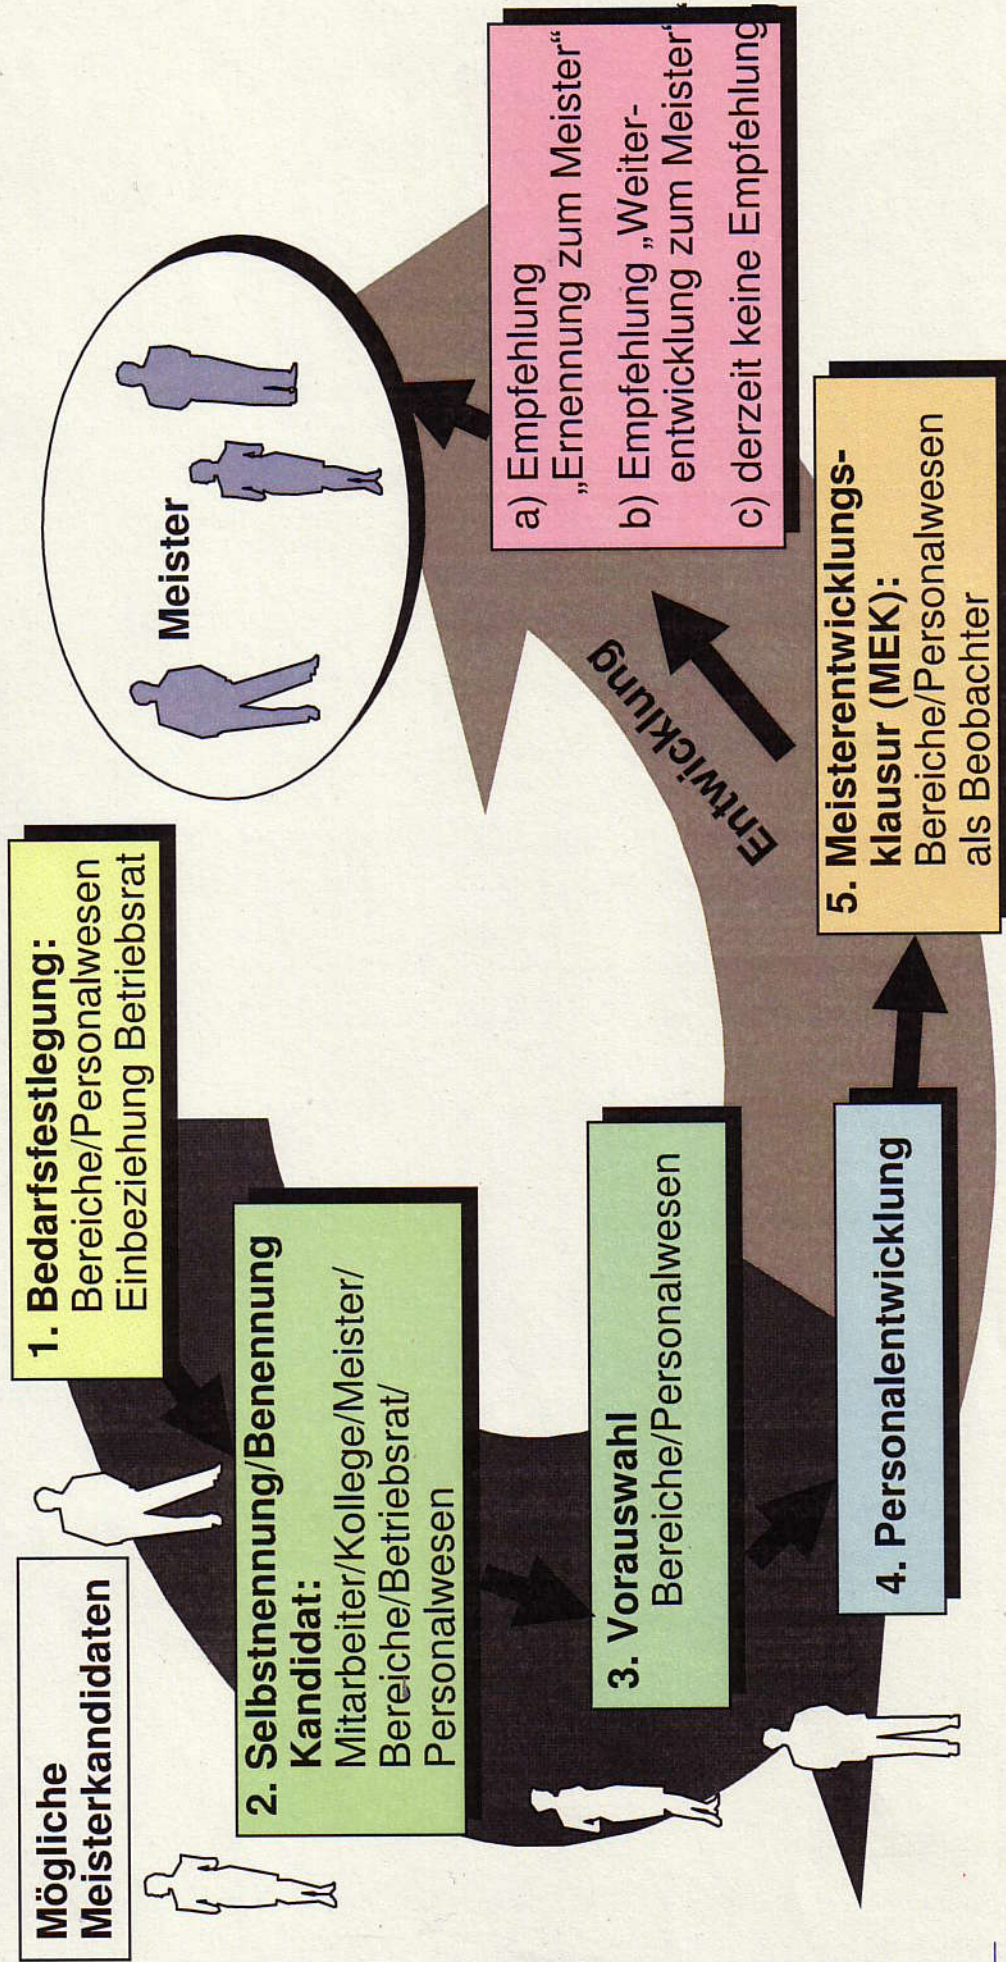 Mögliche
Meisterkandidaten
1. Bedarfsfestlegung:
Bereiche/Personalwesen
Einbeziehung Betriebsrat
2. Selbstnennung/Benennung
Kandidat:
Mitarbeiter/Kollege/Meister/
Bereiche/Betriebsrat/
Personalwesen
3. Vorauswahl
Bereiche/Personalwesen
4. Personalentwicklung
5. Meisterentwicklungs-
klausur (MEK):
Bereiche/Personalwesen
als Beobachter
Entwicklung
a) Empfehlung
„Ernennung zum Meister“
b) Empfehlung „Weiter-
entwicklung zum Meister“
c) derzeit keine Empfehlung
Meister